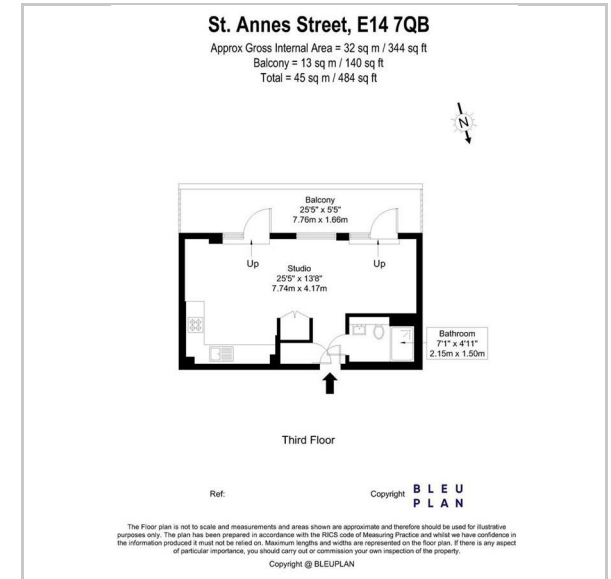 St. Annes Street, E14 7QB
Approx Gross Internal Area = 32 sq m / 344 sq ft
Balcony = 13 sq m / 140 sq ft
Total = 45 sq m / 484 sq ft
N
Balcony
25'5" x 5'5"
7.76m x 1.66m
Up
Studio
25'5" x 13'8"
7.74m x 4.17m
Up
Bathroom
7'1" x 4'11"
2.15m x 1.50m
Third Floor
Ref:
Copyright
BLEU
PLAN
The Floor plan is not to scale and measurements and areas shown are approximate and therefore should be used for illustrative
purposes only. The plan has been prepared in accordance with the RICS code of Measuring Practice and whilst we have confidence in
the information produced it must not be relied on. Maximum lengths and widths are represented on the floor plan. If there is any aspect
of particular importance, you should carry out or commission your own inspection of the property.
Copyright @ BLEUPLAN